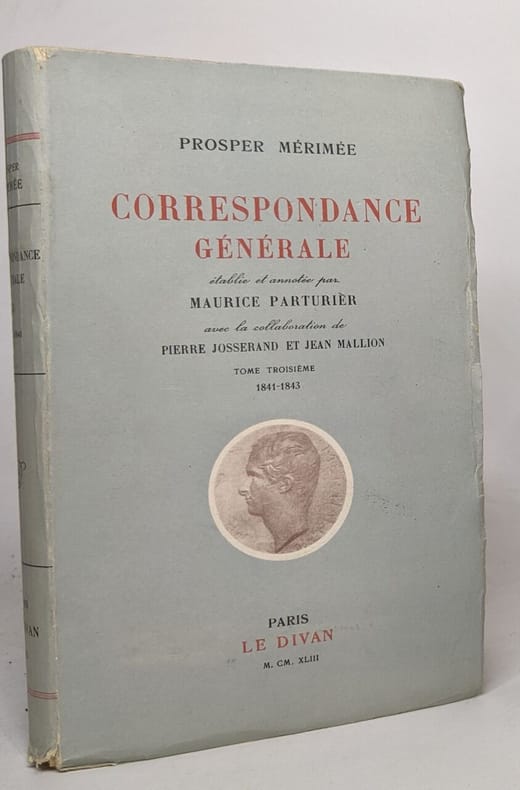 PROSPER MÉRIMÉE
CORRESPONDANCE
GÉNÉRALE
établie et annotée par
MAURICE PARTURIER
avec la collaboration de
PIERRE JOSSERAND ET JEAN MALLION
TOME TROISIÈME
1841-1843
PARIS
LE DIVAN
M. CM. XLIII